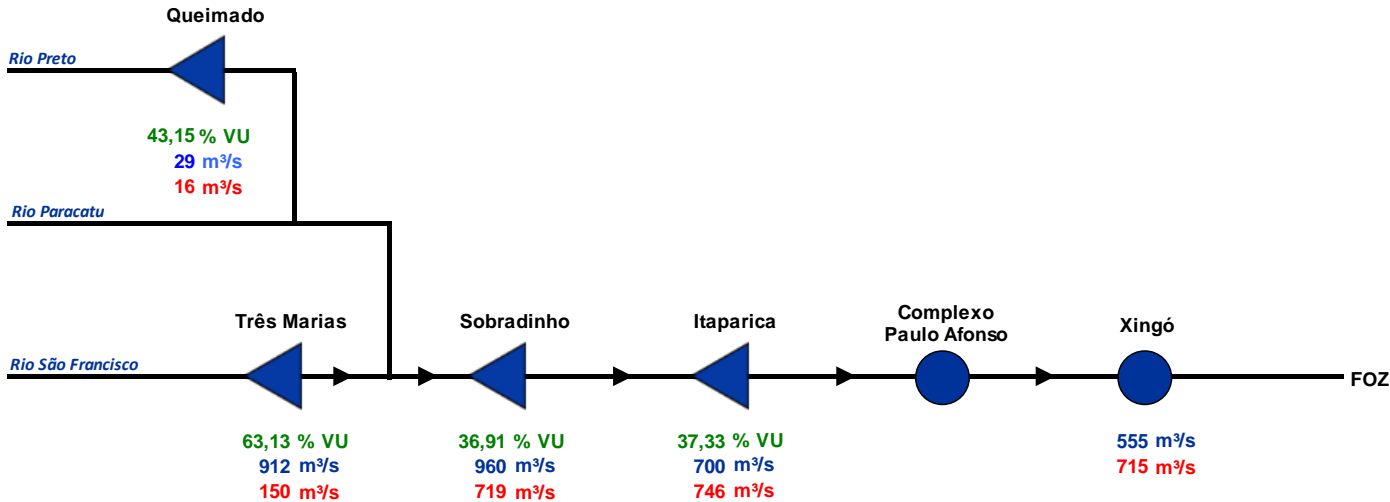 Queimado
Rio Preto
43,15 % VU
29 m³/s
16 m³/s
Rio Paracatu
Três Marias
Sobradinho
Itaparica
Complexo
Paulo Afonso
Xingó
Rio São Francisco
FOZ
63,13 % VU
912 m³/s
150 m³/s
36,91 % VU
960 m³/s
719 m³/s
37,33 % VU
700 m³/s
746 m³/s
555 m³/s
715 m³/s